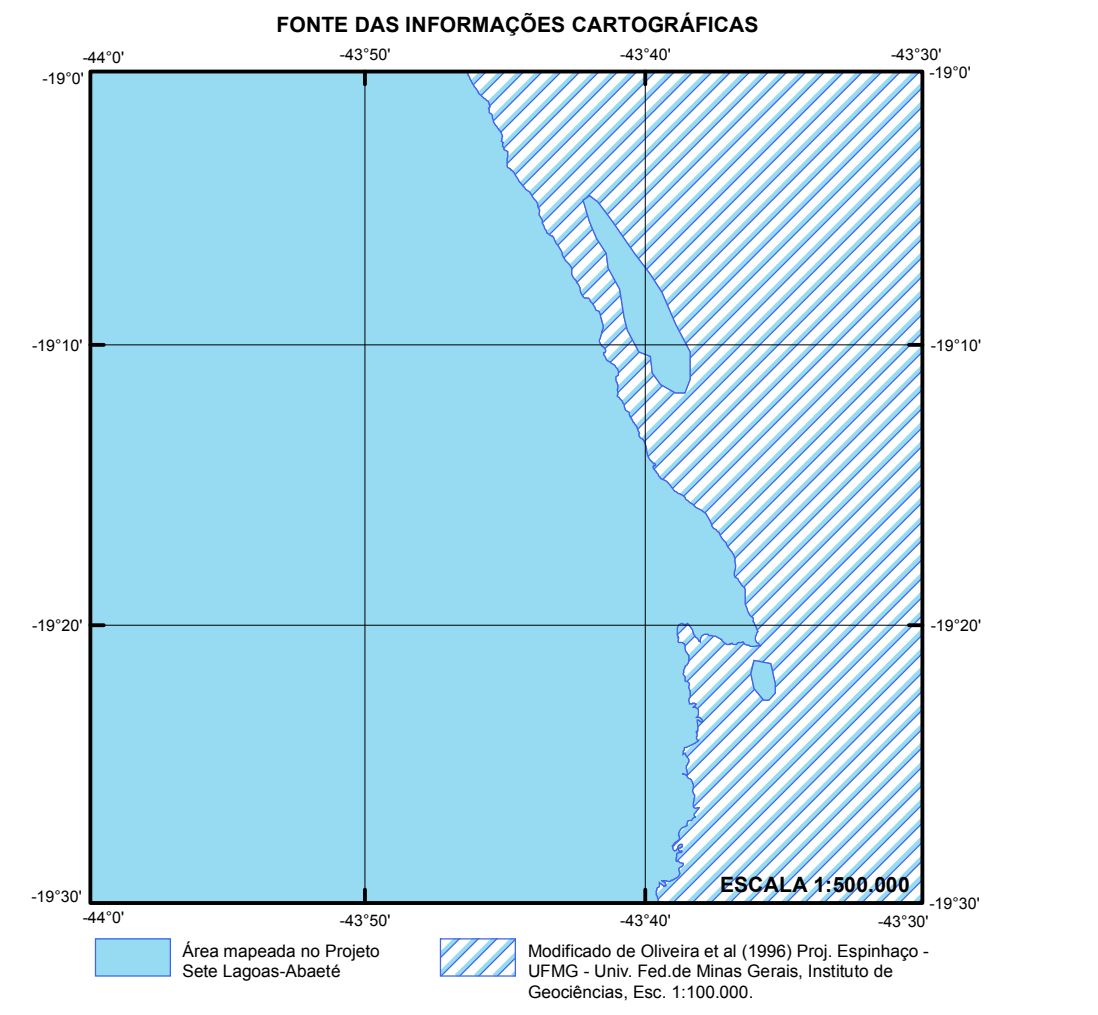 FONTE DAS INFORMAÇÕES CARTOGRÁFICAS
-44°0'
-43°50'
-43°40'
-43°30'
-19°0'
-19°0'
-19°10'
-19°10'
-19°20'
-19°20'
ESCALA 1:500.000
-19°30'
-19°30'
-44°0'
-43°50'
-43°40'
-43°30'
Área mapeada no Projeto
Sete Lagoas-Abaeté
Modificado de Oliveira et al (1996) Proj. Espinhaço -
UFMG - Univ. Fed.de Minas Gerais, Instituto de
Geociências, Esc. 1:100.000.